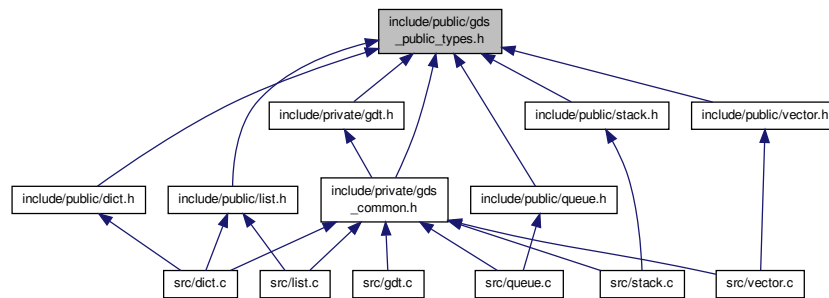 include/public/gds
_public_types.h
include/private/gdt.h
include/public/stack.h
include/public/vector.h
include/public/dict.h
include/public/list.h
include/private/gds
_common.h
include/public/queue.h
src/dict.c
src/list.c
src/gdt.c
src/queue.c
src/stack.c
src/vector.c